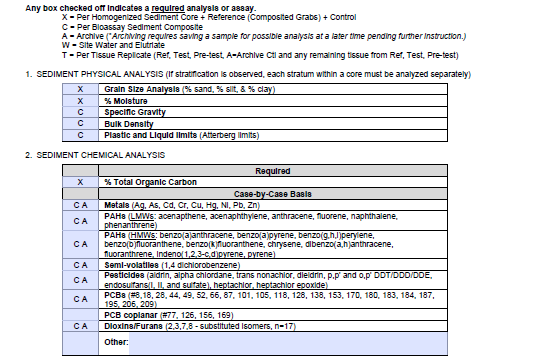 Any box checked off indicates a required analysis or assay.
X - Per Homogenized Sediment Core + Reference (Composited Grabs) + Control
C - Per Bioassay Sediment Composite
A - Archive (*Archiving requires saving a sample for possible analysis at a later time pending further instruction.)
W - Site Water and Elutriate
T - Per Tissue Replicate (Ref, Test, Pre-test, A=Archive Ctl and any remaining tissue from Ref, Test, Pre-test)
1. SEDIMENT PHYSICAL ANALYSIS (If stratification is observed, each stratum within a core must be analyzed separately)
X Grain Size Analysis (% sand, % silt, & % clay)
X % Moisture
C Specific Gravity
C Bulk Density
C Plastic and Liquid limits (Atterberg limits)
2. SEDIMENT CHEMICAL ANALYSIS
Required
X % Total Organic Carbon
Case-by-Case Basis
C A Metals (Ag, As, Cd, Cr, Cu, Hg, Ni, Pb, Zn)
C A PAHs (LMWs: acenapthene, acenaphthylene, anthracene, fluorene, naphthalene,
phenanthrene)
C A PAHs (HMWs: benzo(a)anthracene, benzo(a)pyrene, benzo(g,h,i)perylene,
benzo(b)fluoranthene, benzo(k)fluoranthene, chrysene, dibenzo(a,h)anthracene,
fluoranthrene, indeno(1,2,3-c,d)pyrene, pyrene)
C A Semi-volatiles (1,4 dichlorobenzene)
C A Pesticides (aldrin, alpha chlordane, trans nonachlor, dieldrin, p,p' and o,p' DDT/DDD/DDE,
endosulfans(I, II, and sulfate), heptachlor, heptachlor epoxide)
C A PCBs (#8,18, 28, 44, 49, 52, 66, 87, 101, 105, 118, 128, 138, 153, 170, 180, 183, 184, 187,
195, 206, 209)
PCB coplanar (#77, 126, 156, 169)
C A Dioxins/Furans (2,3,7,8 - substituted isomers, n=17)
Other: